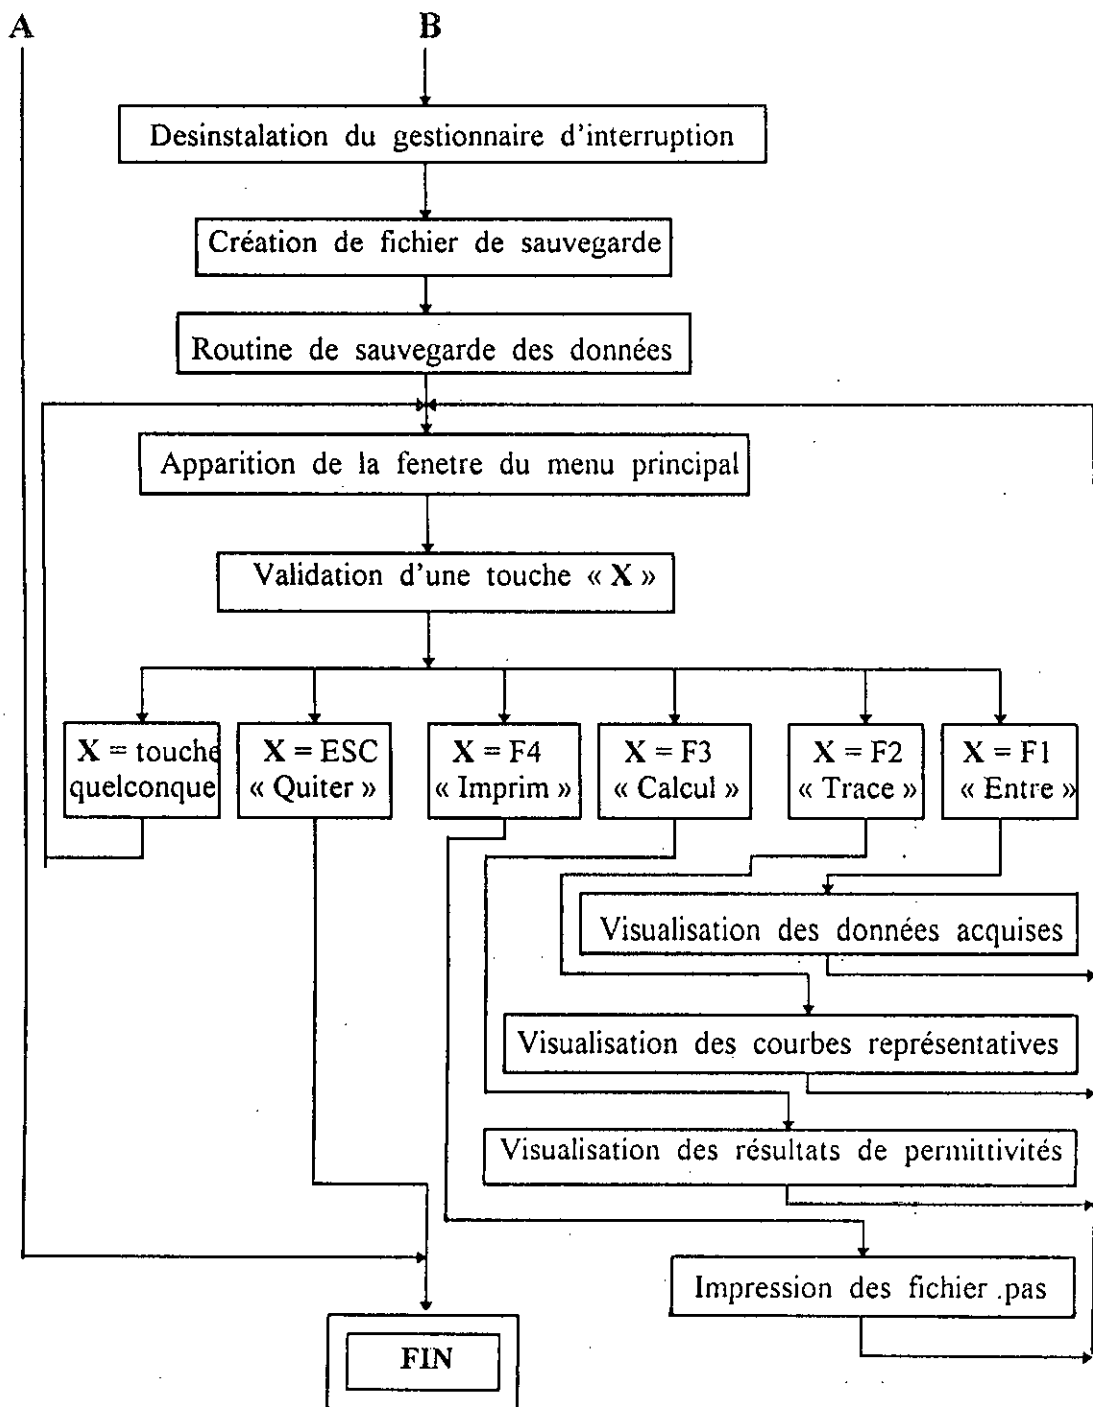 A B
Desinstalation du gestionnaire d'interruption
Création de fichier de sauvegarde
Routine de sauvegarde des données
Apparition de la fenetre du menu principal
Validation d'une touche « X »
X = touche
quelconque
X = ESC
« Quiter »
X = F4
« Imprim »
X = F3
« Calcul »
X = F2
« Trace »
X = F1
« Entre »
Visualisation des données acquises
Visualisation des courbes représentatives
Visualisation des résultats de permittivités
Impression des fichier .pas
FIN